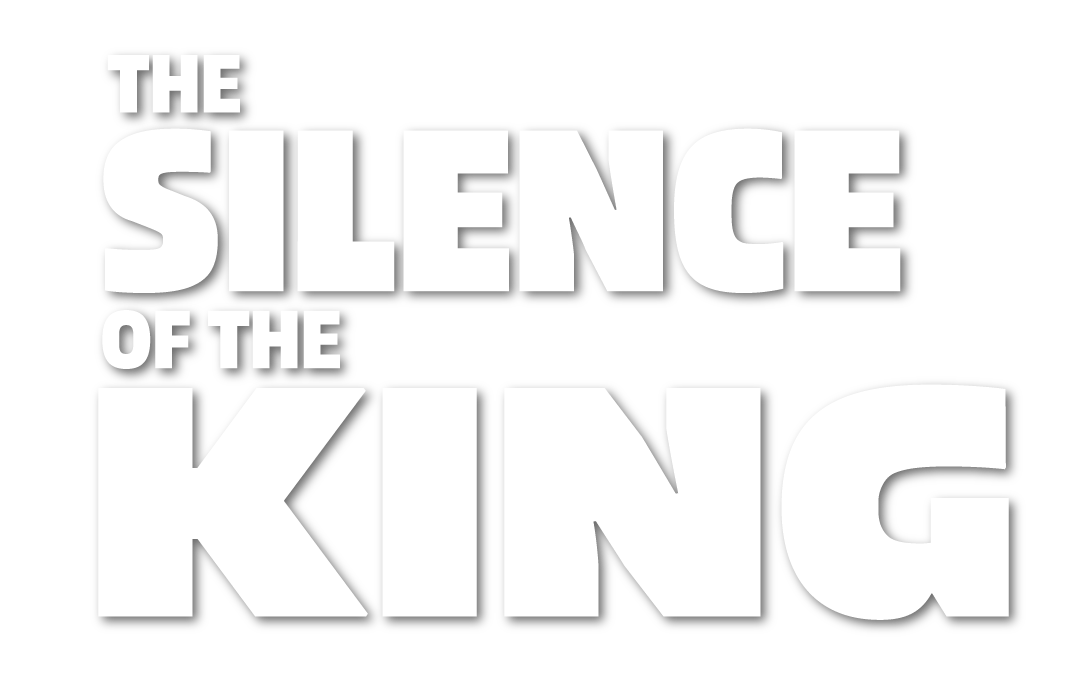 THE
SILENCE
OF THE
KING